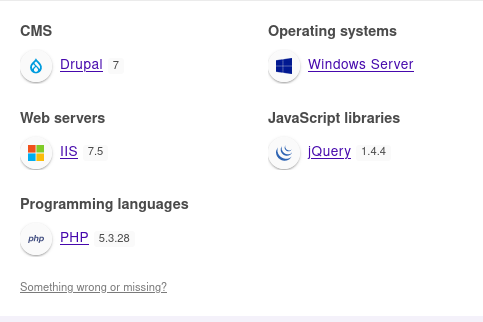 CMS
Drupal 7
Operating systems
Windows Server
Web servers
IIS 7.5
JavaScript libraries
jQuery 1.4.4
Programming languages
php PHP 5.3.28
Something wrong or missing?